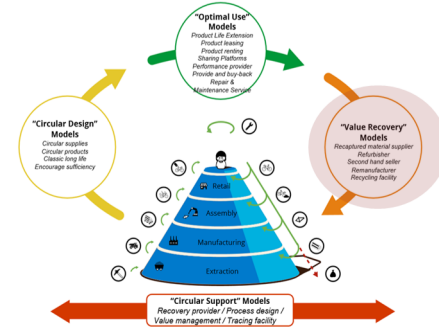 "Optimal Use"
Models
Product Life Extension
Product leasing
Product renting
Sharing Platforms
Performance provider
Provide and buy-back
Repair &
Maintenance Service
"Circular Design"
Models
Circular supplies
Circular products
Classic long life
Encourage sufficiency
"Value Recovery"
Models
Recaptured material supplier
Refurbisher
Second hand seller
Remanufacturer
Recycling facility
Retail
Assembly
Manufacturing
Extraction
"Circular Support" Models
Recovery provider / Process design /
Value management / Tracing facility